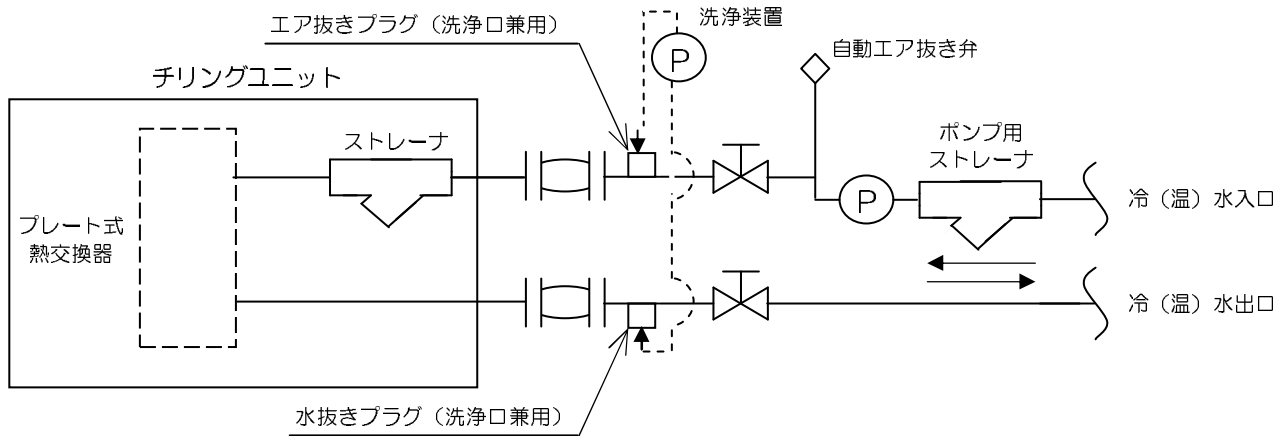 エア抜きプラグ（洗浄口兼用）
洗浄装置
P
自動エア抜き弁
チリングユニット
ストレーナ
ポンプ用
ストレーナ
P
冷（温）水入口
プレート式
熱交換器
冷（温）水出口
水抜きプラグ（洗浄口兼用）